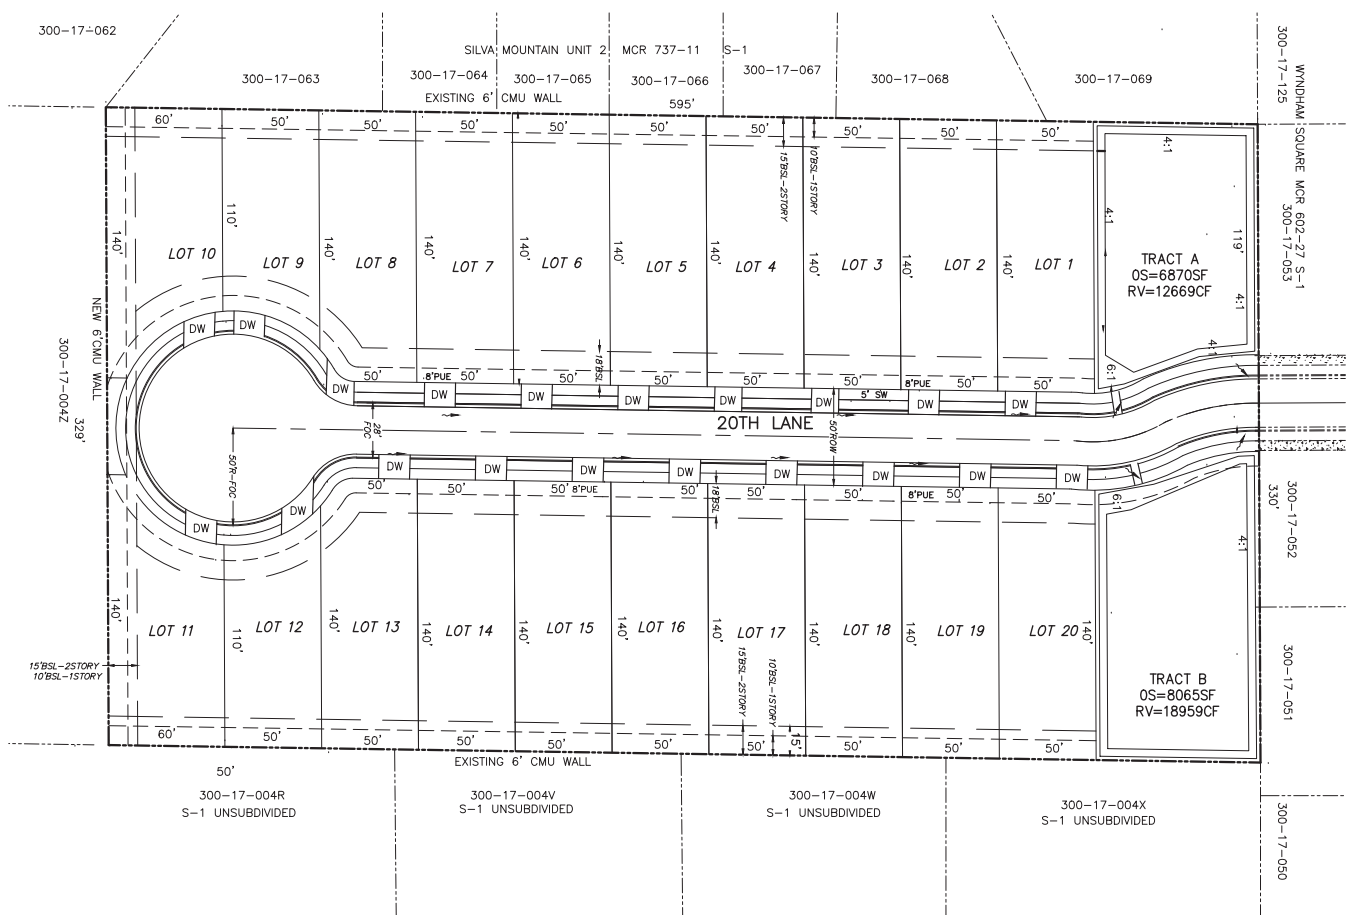 300-17-062
SILVA MOUNTAIN UNIT 2 MCR 737-11 S-1
300-17-063
300-17-064
300-17-065
300-17-066
300-17-067
300-17-068
300-17-069
300-17-125
EXISTING 6' CMU WALL
595'
WYNDHAM SQUARE MCR 602-27 S-1
300-17-053
60'
50'
50'
50'
50'
50'
50'
50'
50'
50'
15'BSL-2STORY
10'BSL-1STORY
4:1
4:1
119'
4:1
4:1
6:1
TRACT A
OS=6870SF
RV=12669CF
140'
110'
140'
140'
140'
140'
140'
140'
140'
140'
LOT 10
LOT 9
LOT 8
LOT 7
LOT 6
LOT 5
LOT 4
LOT 3
LOT 2
LOT 1
NEW 6'CMU WALL
300-17-004Z
329'
DW
DW
DW
DW
DW
DW
DW
DW
DW
DW
18'BSL
50'
8'PUE
50'
50'
50'
50'
50'
8'PUE
50'
50'
5' SW
20TH LANE
28'
FOC
50'R-FOC
50'ROW
DW
DW
DW
DW
DW
DW
DW
DW
DW
DW
50'
50'
50'
8'PUE
50'
50'
50'
8'PUE
50'
50'
18'BSL
6:1
4:1
330'
300-17-052
140'
110'
140'
140'
140'
140'
140'
140'
140'
140'
LOT 11
LOT 12
LOT 13
LOT 14
LOT 15
LOT 16
LOT 17
LOT 18
LOT 19
LOT 20
15'BSL-2STORY
10'BSL-1STORY
15'BSL-2STORY
10'BSL-1STORY
15'
TRACT B
OS=8065SF
RV=18959CF
300-17-051
60'
50'
50'
50'
50'
50'
50'
50'
50'
50'
EXISTING 6' CMU WALL
50'
300-17-004R
S-1 UNSUBDIVIDED
300-17-004V
S-1 UNSUBDIVIDED
300-17-004W
S-1 UNSUBDIVIDED
300-17-004X
S-1 UNSUBDIVIDED
300-17-050